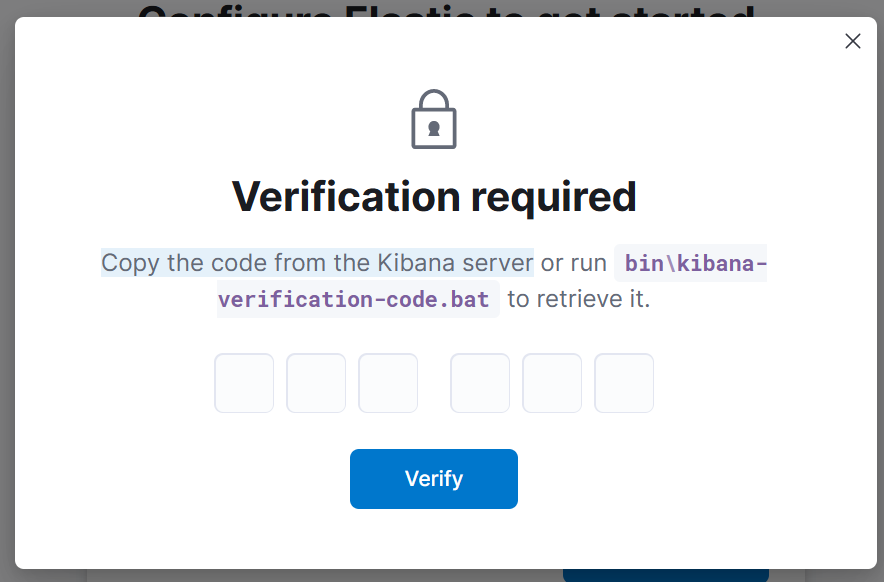 Configure Elastic to get started
Verification required
Copy the code from the Kibana server or run bin\kibana-
verification-code.bat to retrieve it.
Verify